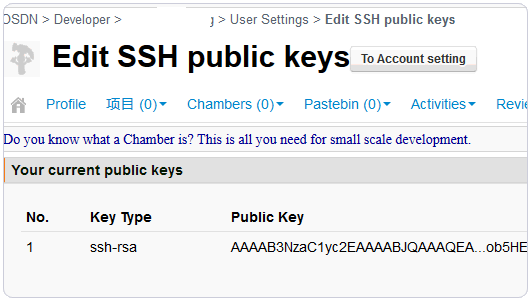 OSDN > Developer > g > User Settings > Edit SSH public keys
Edit SSH public keys
To Account setting
Profile 项目 (0) Chambers (0) Pastebin (0) Activities
Do you know what a Chamber is? This is all you need for small scale development.
Your current public keys
No. Key Type Public Key
1 ssh-rsa AAAAB3NzaC1yc2EAAAABJQAAAQEA...ob5HE